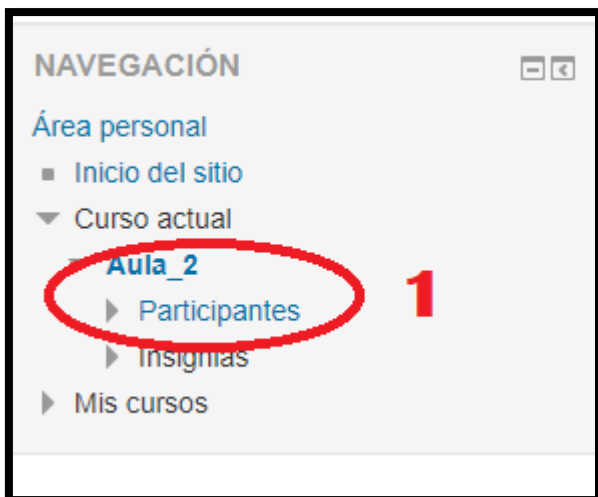 NAVEGACIÓN
Área personal
Inicio del sitio
Curso actual
Aula_2
Participantes
1
Insignias
Mis cursos